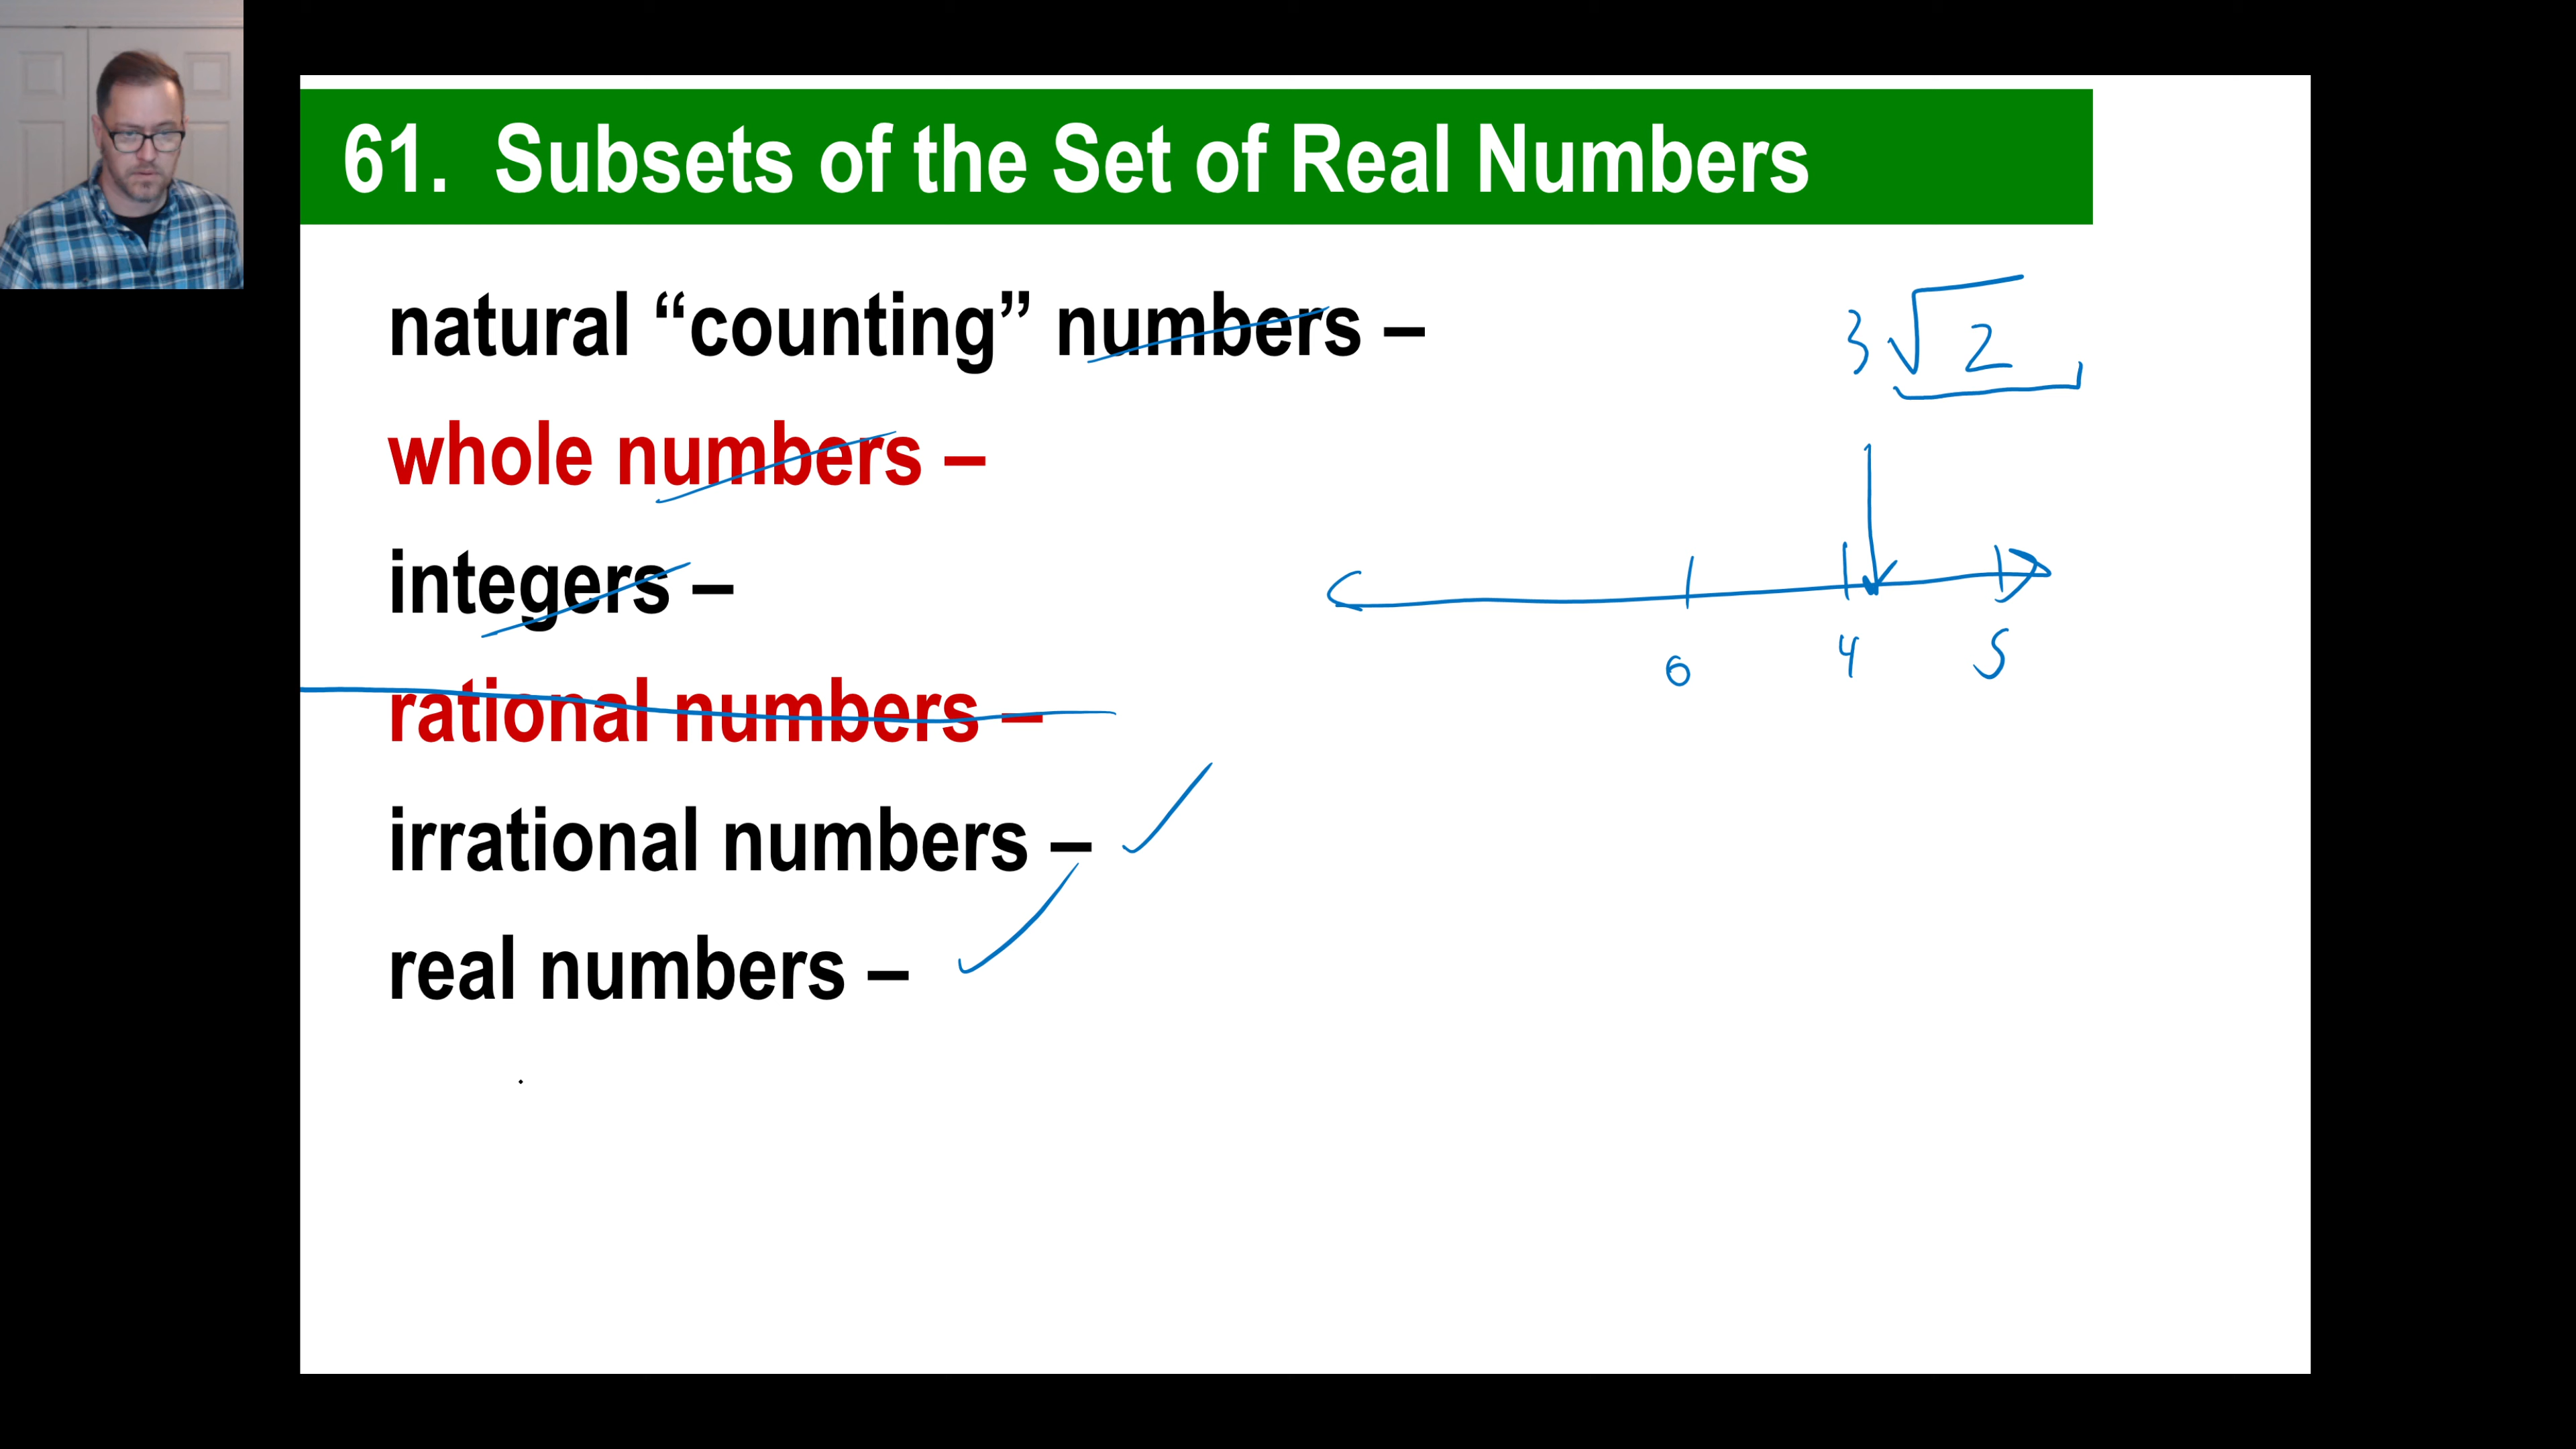 61. Subsets of the Set of Real Numbers
natural “counting” numbers –
3√2
whole numbers –
integers –
0 4 5
rational numbers –
irrational numbers –
real numbers –